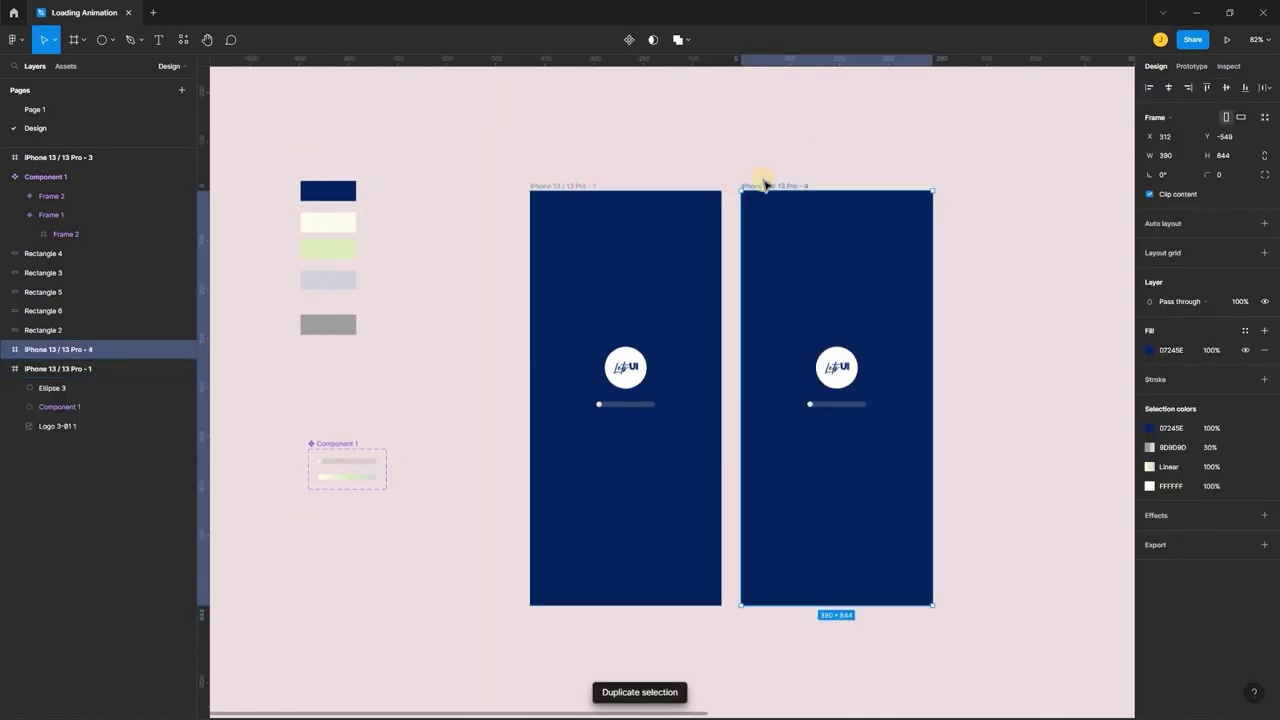 Loading Animation
Share
82%
J
Layers
Assets
Design
Pages
Page 1
Design
iPhone 13 / 13 Pro - 3
Component 1
Frame 2
Frame 1
Frame 2
Rectangle 4
Rectangle 3
Rectangle 5
Rectangle 6
Rectangle 2
iPhone 13 / 13 Pro - 4
iPhone 13 / 13 Pro - 1
Ellipse 3
Component 1
Logo 3-01 1
iPhone 13 / 13 Pro - 1
13 Pro - 4
UI
UI
Component 1
390 × 844
Duplicate selection
Design
Prototype
Inspect
Frame
X 312
Y -549
W 390
H 844
0°
0
Clip content
Auto layout
Layout grid
Layer
Pass through
100%
Fill
07245E
100%
Stroke
Selection colors
07245E
100%
9D9D9D
30%
Linear
100%
FFFFFF
100%
Effects
Export
?